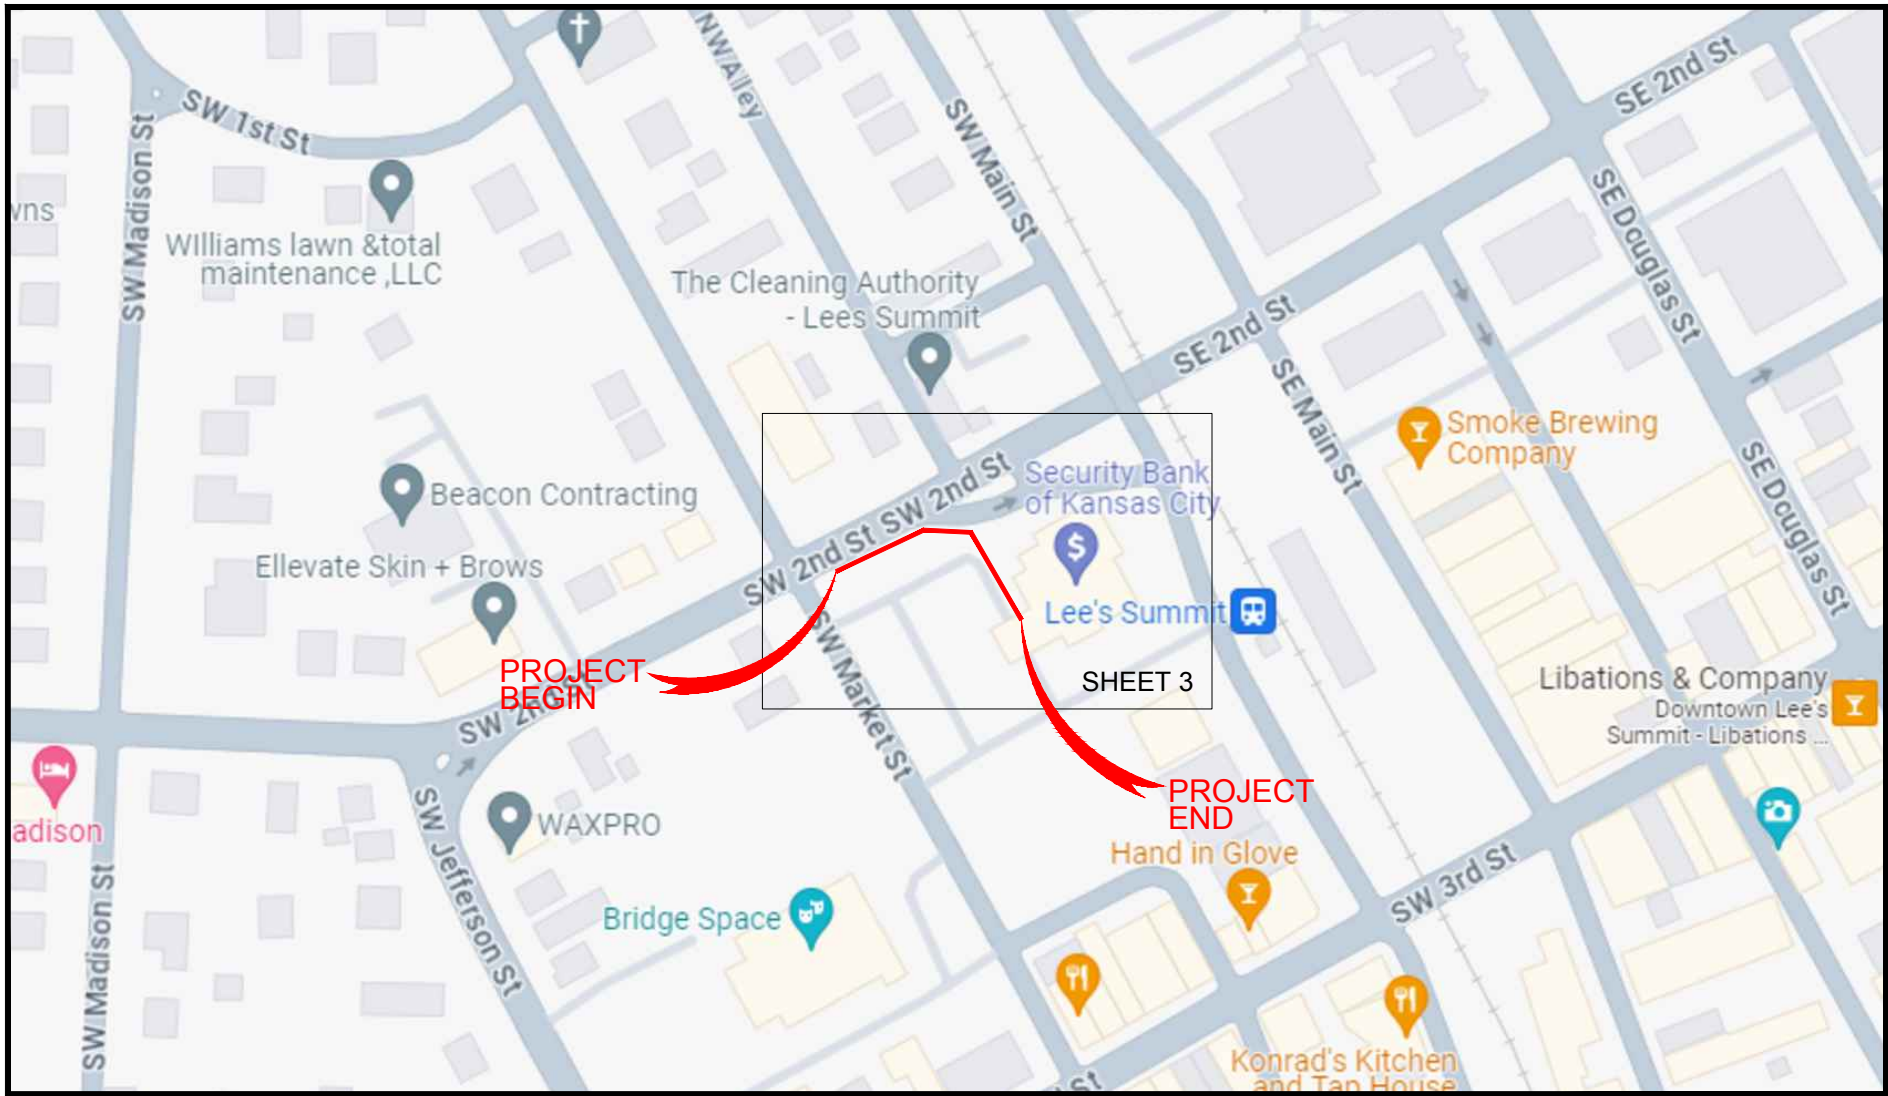 NW Alley
SE 2nd St
SW 1st St
SW Main St
SW Madison St
SE Douglas St
WIlliams lawn &total
maintenance ,LLC
The Cleaning Authority
- Lees Summit
SE 2nd St
SE Main St
Smoke Brewing
Company
SE Douglas St
Security Bank
of Kansas City
Beacon Contracting
SW 2nd St
SW 2nd St
SW 2nd St
Ellevate Skin + Brows
$
Lee's Summit
SW Market St
PROJECT
BEGIN
SHEET 3
Libations & Company
Downtown Lee's
Summit - Libations ...
PROJECT
END
adison
WAXPRO
SW Jefferson St
Hand in Glove
SW 3rd St
SW Madison St
Bridge Space
Konrad's Kitchen
and Tap House
St